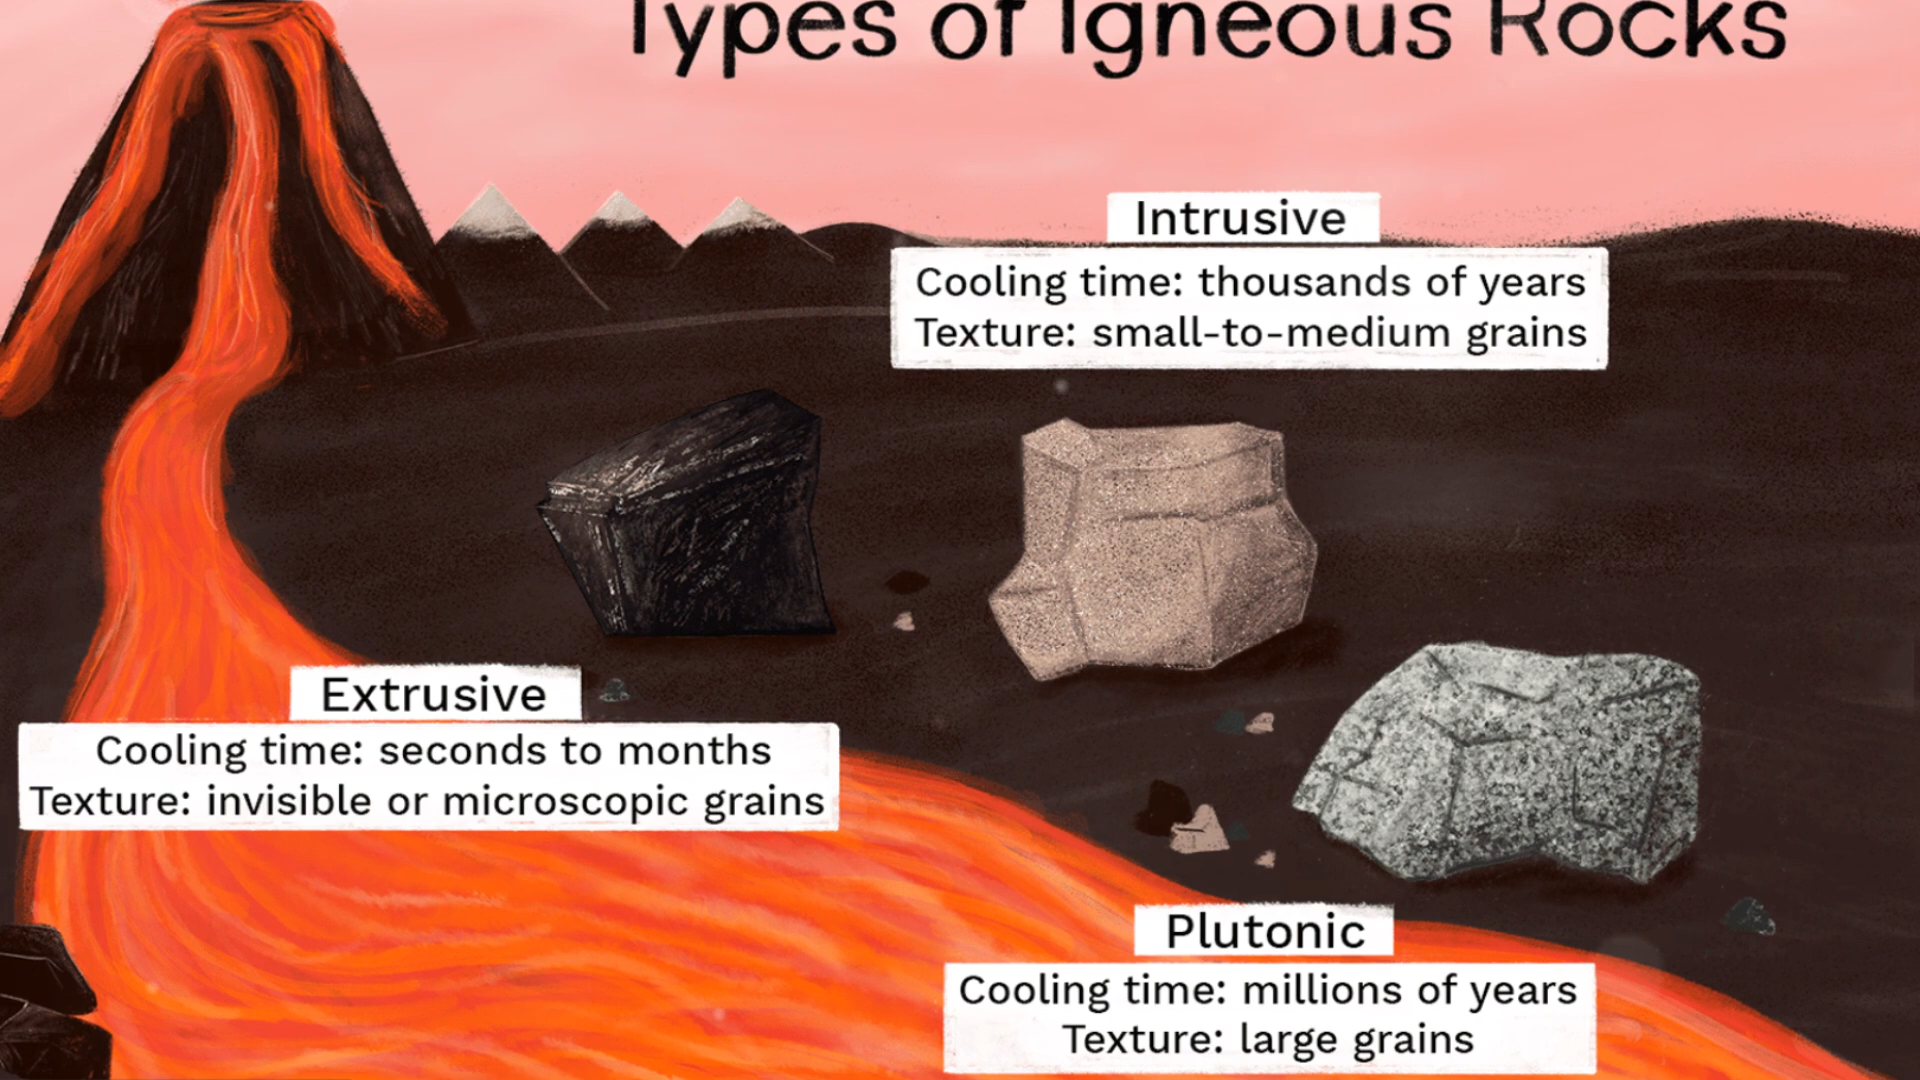 Types of Igneous Rocks
Intrusive
Cooling time: thousands of years
Texture: small-to-medium grains
Extrusive
Cooling time: seconds to months
Texture: invisible or microscopic grains
Plutonic
Cooling time: millions of years
Texture: large grains